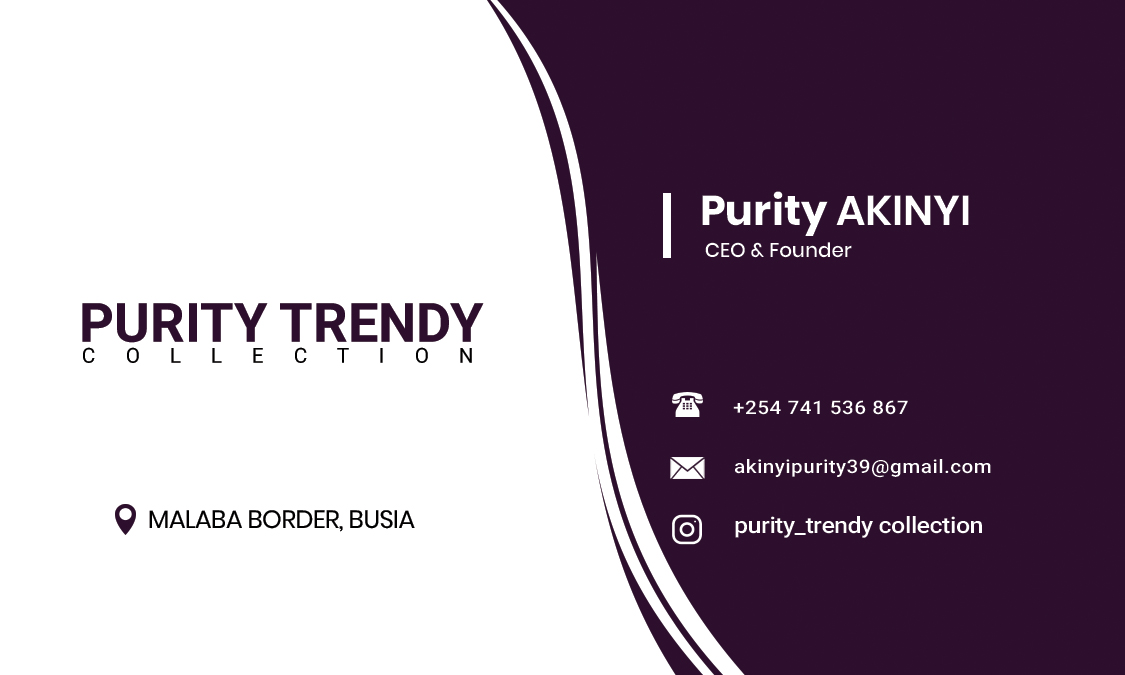 PURITY TRENDY
COLLECTION
MALABA BORDER, BUSIA
Purity AKINYI
CEO & Founder
+254 741 536 867
akinyipurity39@gmail.com
purity_trendy collection